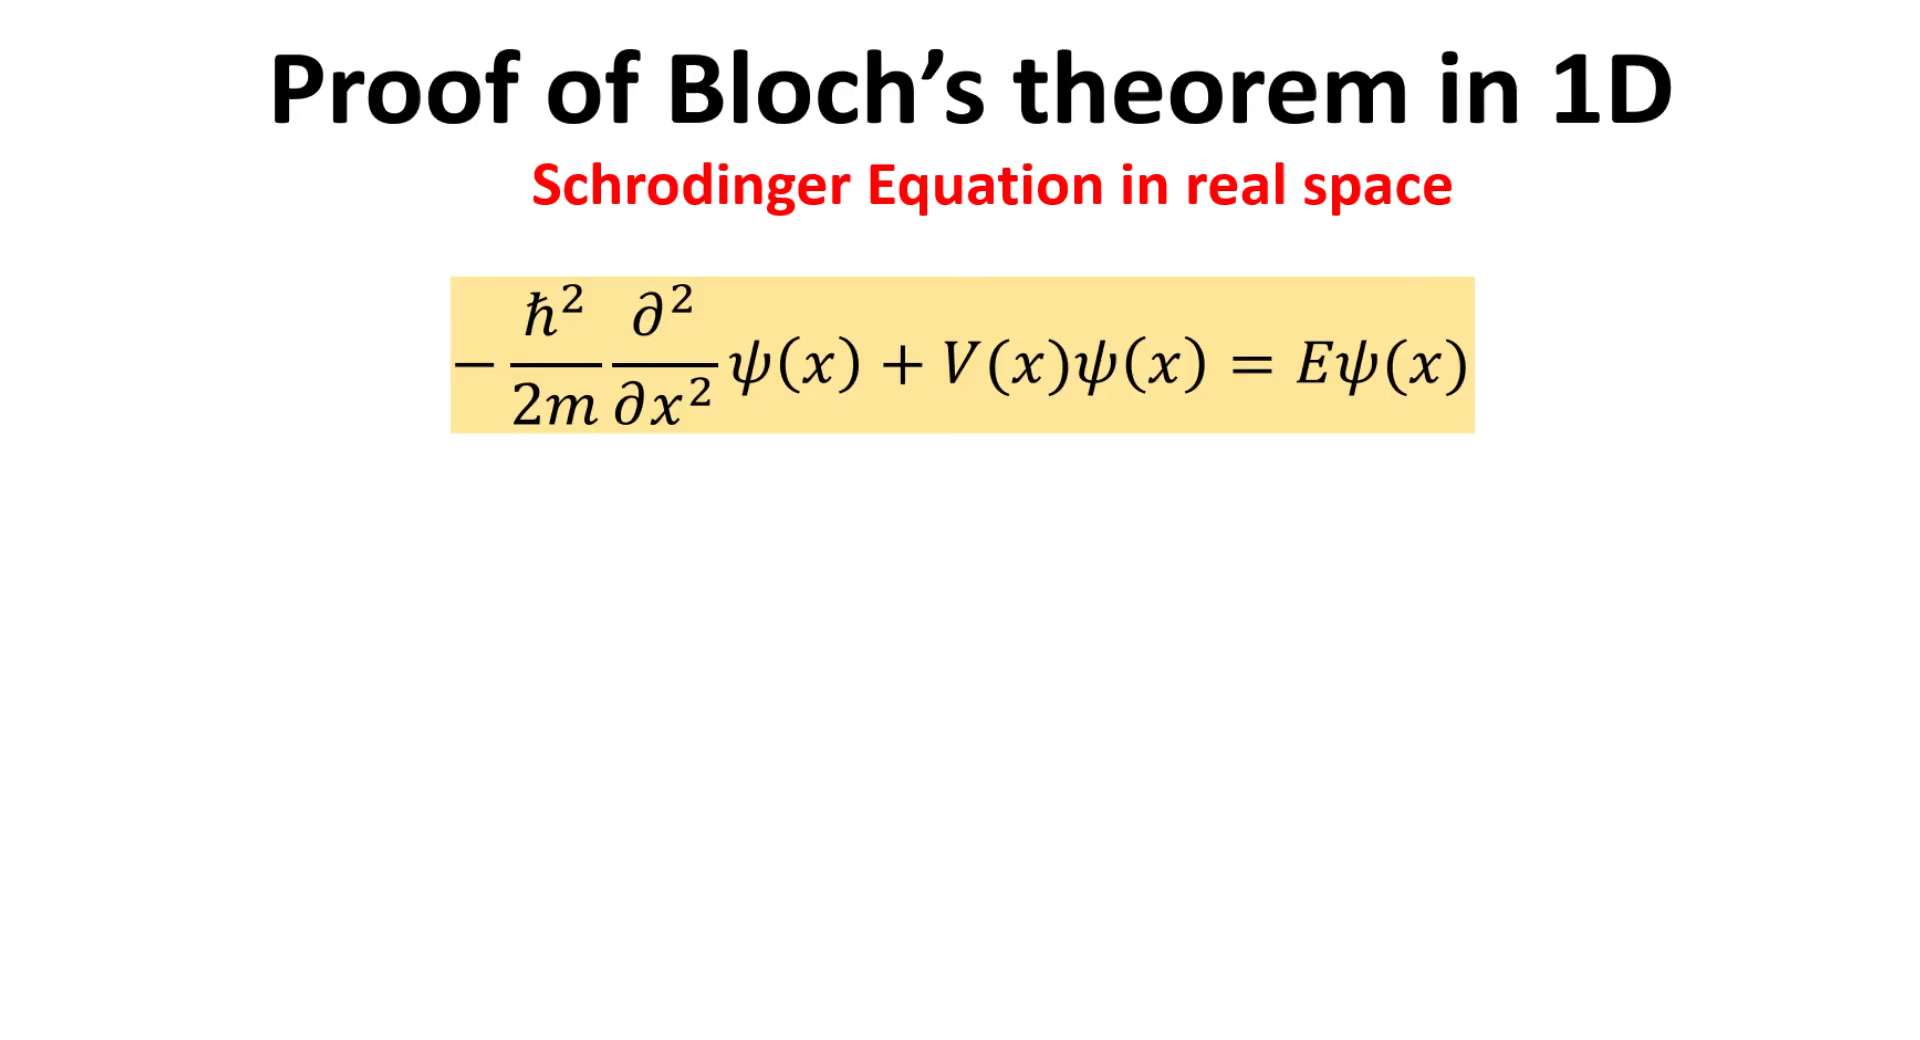 Proof of Bloch’s theorem in 1D
Schrodinger Equation in real space
−ℏ²/2m ∂²/∂x² ψ(x) + V(x)ψ(x) = Eψ(x)